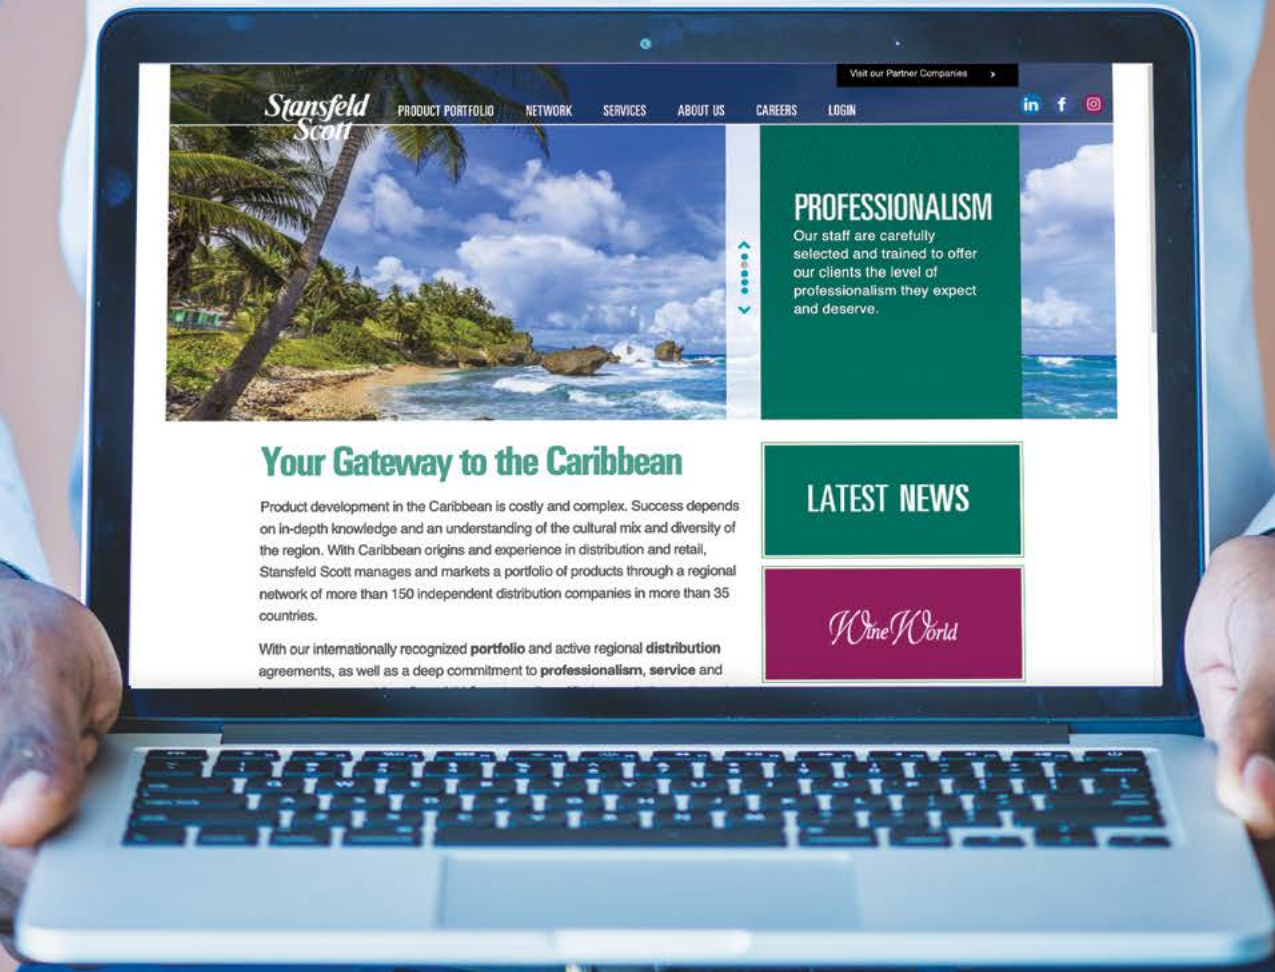 Visit our Partner Companies >
Stansfeld
Scott
PRODUCT PORTFOLIO NETWORK SERVICES ABOUT US CAREERS LOGIN
in f
PROFESSIONALISM
Our staff are carefully
selected and trained to offer
our clients the level of
professionalism they expect
and deserve.
Your Gateway to the Caribbean
Product development in the Caribbean is costly and complex. Success depends
on in-depth knowledge and an understanding of the cultural mix and diversity of
the region. With Caribbean origins and experience in distribution and retail,
Stansfeld Scott manages and markets a portfolio of products through a regional
network of more than 150 independent distribution companies in more than 35
countries.
With our internationally recognized portfolio and active regional distribution
agreements, as well as a deep commitment to professionalism, service and
LATEST NEWS
Wine World